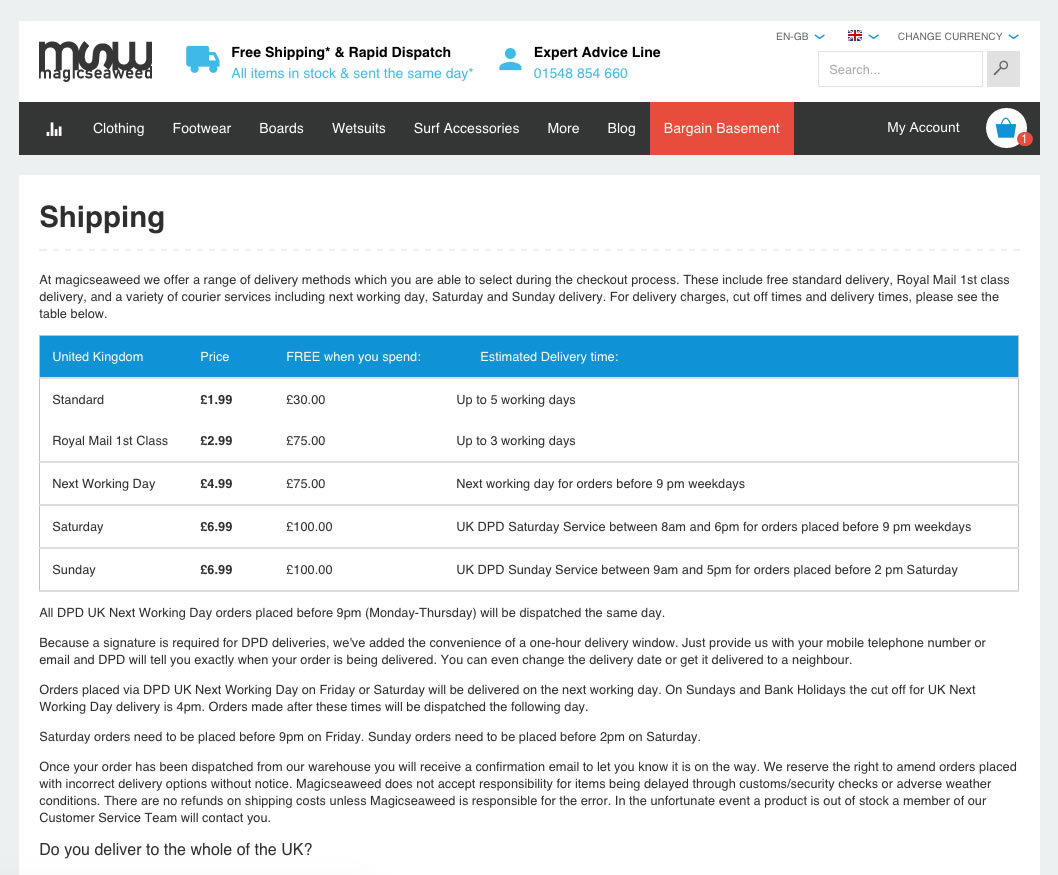 EN-GB CHANGE CURRENCY
msw
magicseaweed
Free Shipping* & Rapid Dispatch
All items in stock & sent the same day*
Expert Advice Line
01548 854 660
Search...
Clothing Footwear Boards Wetsuits Surf Accessories More Blog Bargain Basement My Account 1
Shipping
At magicseaweed we offer a range of delivery methods which you are able to select during the checkout process. These include free standard delivery, Royal Mail 1st class
delivery, and a variety of courier services including next working day, Saturday and Sunday delivery. For delivery charges, cut off times and delivery times, please see the
table below.
United Kingdom Price FREE when you spend: Estimated Delivery time:
Standard £1.99 £30.00 Up to 5 working days
Royal Mail 1st Class £2.99 £75.00 Up to 3 working days
Next Working Day £4.99 £75.00 Next working day for orders before 9 pm weekdays
Saturday £6.99 £100.00 UK DPD Saturday Service between 8am and 6pm for orders placed before 9 pm weekdays
Sunday £6.99 £100.00 UK DPD Sunday Service between 9am and 5pm for orders placed before 2 pm Saturday
All DPD UK Next Working Day orders placed before 9pm (Monday-Thursday) will be dispatched the same day.
Because a signature is required for DPD deliveries, we've added the convenience of a one-hour delivery window. Just provide us with your mobile telephone number or
email and DPD will tell you exactly when your order is being delivered. You can even change the delivery date or get it delivered to a neighbour.
Orders placed via DPD UK Next Working Day on Friday or Saturday will be delivered on the next working day. On Sundays and Bank Holidays the cut off for UK Next
Working Day delivery is 4pm. Orders made after these times will be dispatched the following day.
Saturday orders need to be placed before 9pm on Friday. Sunday orders need to be placed before 2pm on Saturday.
Once your order has been dispatched from our warehouse you will receive a confirmation email to let you know it is on the way. We reserve the right to amend orders placed
with incorrect delivery options without notice. Magicseaweed does not accept responsibility for items being delayed through customs/security checks or adverse weather
conditions. There are no refunds on shipping costs unless Magicseaweed is responsible for the error. In the unfortunate event a product is out of stock a member of our
Customer Service Team will contact you.
Do you deliver to the whole of the UK?